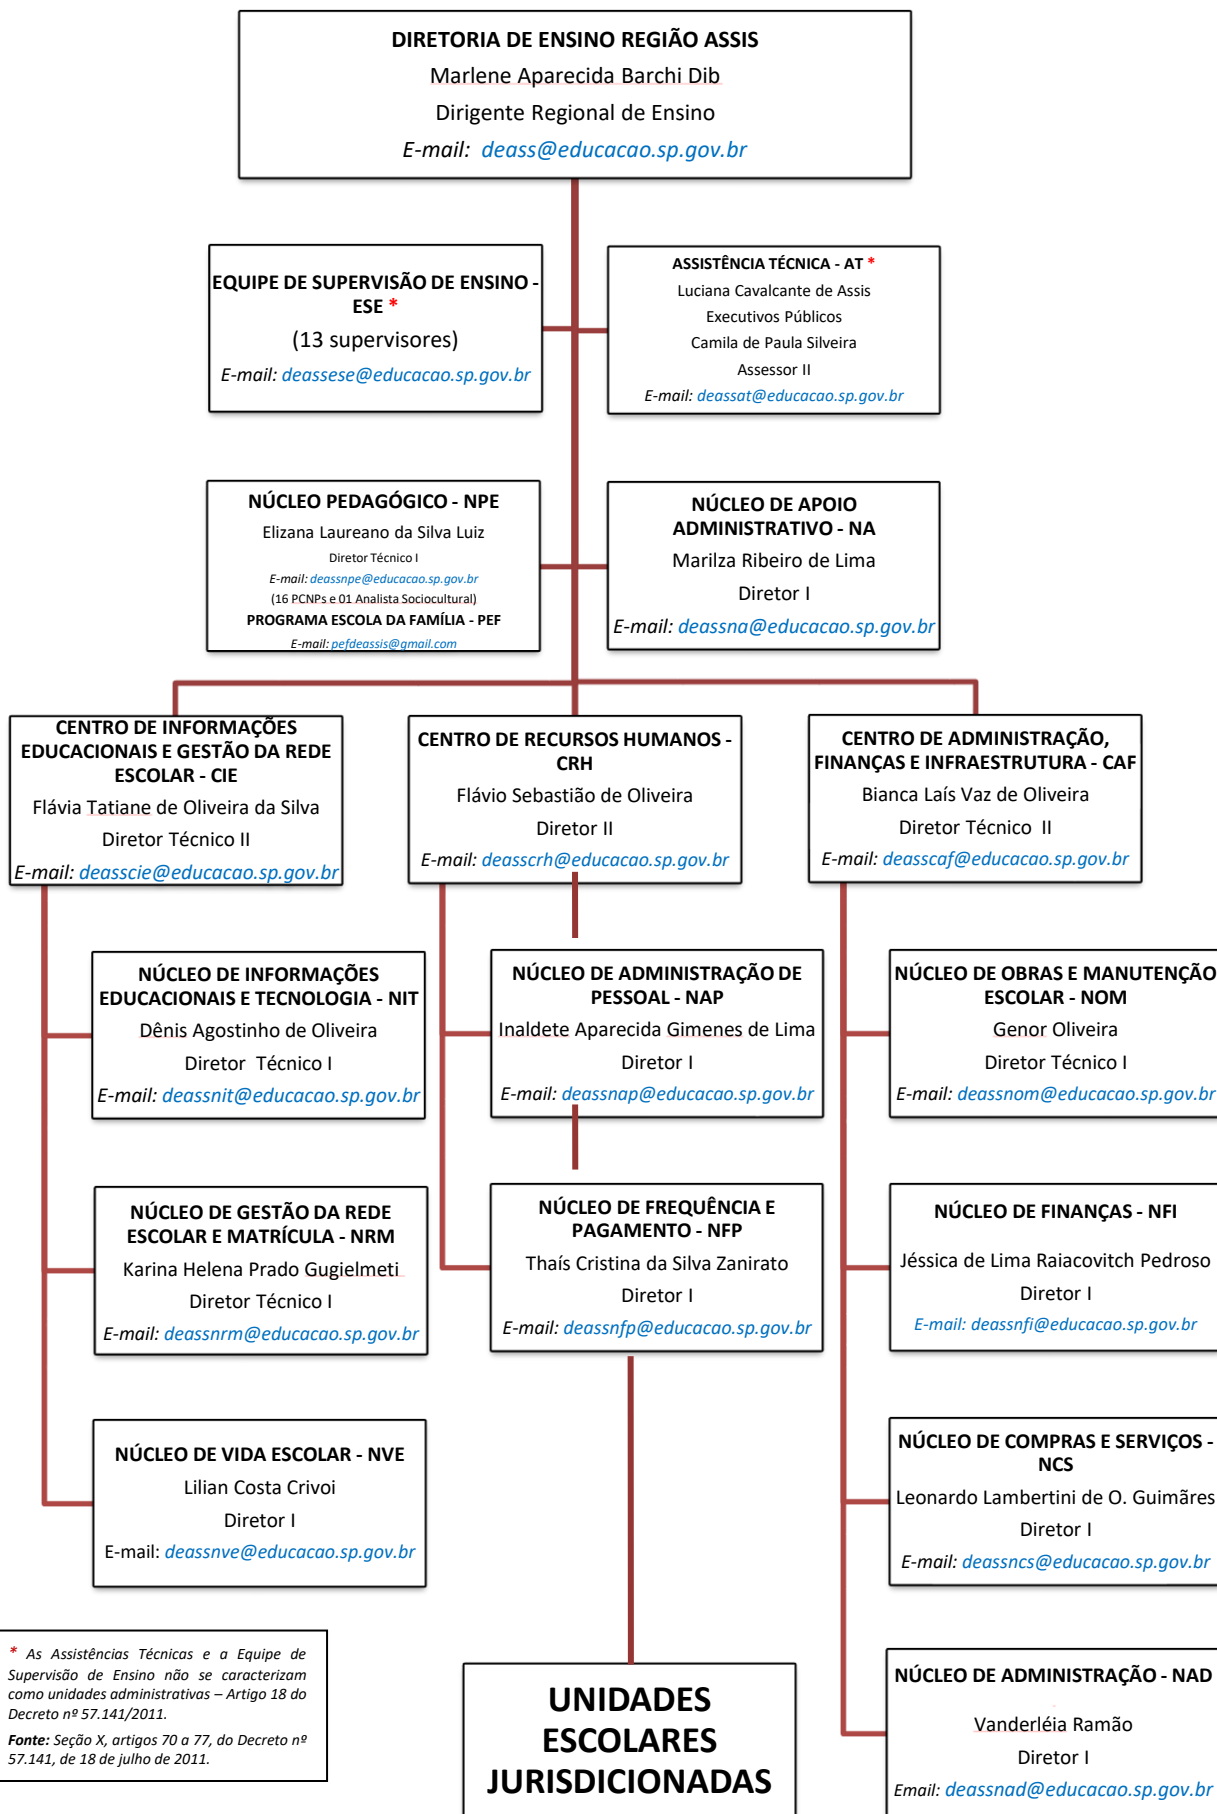 DIRETORIA DE ENSINO REGIÃO ASSIS
Marlene Aparecida Barchi Dib
Dirigente Regional de Ensino
E-mail: deass@educacao.sp.gov.br
EQUIPE DE SUPERVISÃO DE ENSINO -
ESE *
(13 supervisores)
E-mail: deassese@educacao.sp.gov.br
ASSISTÊNCIA TÉCNICA - AT *
Luciana Cavalcante de Assis
Executivos Públicos
Camila de Paula Silveira
Assessor II
E-mail: deassat@educacao.sp.gov.br
NÚCLEO PEDAGÓGICO - NPE
Elizana Laureano da Silva Luiz
Diretor Técnico I
E-mail: deassnpe@educacao.sp.gov.br
(16 PCNPs e 01 Analista Sociocultural)
PROGRAMA ESCOLA DA FAMÍLIA - PEF
E-mail: pefdeassis@gmail.com
NÚCLEO DE APOIO
ADMINISTRATIVO - NA
Marilza Ribeiro de Lima
Diretor I
E-mail: deassna@educacao.sp.gov.br
CENTRO DE INFORMAÇÕES
EDUCACIONAIS E GESTÃO DA REDE
ESCOLAR - CIE
Flávia Tatiane de Oliveira da Silva
Diretor Técnico II
E-mail: deasscie@educacao.sp.gov.br
CENTRO DE RECURSOS HUMANOS -
CRH
Flávio Sebastião de Oliveira
Diretor II
E-mail: deasscrh@educacao.sp.gov.br
CENTRO DE ADMINISTRAÇÃO,
FINANÇAS E INFRAESTRUTURA - CAF
Bianca Laís Vaz de Oliveira
Diretor Técnico II
E-mail: deasscaf@educacao.sp.gov.br
NÚCLEO DE INFORMAÇÕES
EDUCACIONAIS E TECNOLOGIA - NIT
Dênis Agostinho de Oliveira
Diretor Técnico I
E-mail: deassnit@educacao.sp.gov.br
NÚCLEO DE ADMINISTRAÇÃO DE
PESSOAL - NAP
Inaldete Aparecida Gimenes de Lima
Diretor I
E-mail: deassnap@educacao.sp.gov.br
NÚCLEO DE OBRAS E MANUTENÇÃO
ESCOLAR - NOM
Genor Oliveira
Diretor Técnico I
E-mail: deassnom@educacao.sp.gov.br
NÚCLEO DE GESTÃO DA REDE
ESCOLAR E MATRÍCULA - NRM
Karina Helena Prado Gugielmeti
Diretor Técnico I
E-mail: deassnrm@educacao.sp.gov.br
NÚCLEO DE FREQUÊNCIA E
PAGAMENTO - NFP
Thaís Cristina da Silva Zanirato
Diretor I
E-mail: deassnfp@educacao.sp.gov.br
NÚCLEO DE FINANÇAS - NFI
Jéssica de Lima Raiacovitch Pedroso
Diretor I
E-mail: deassnfi@educacao.sp.gov.br
NÚCLEO DE VIDA ESCOLAR - NVE
Lilian Costa Crivoi
Diretor I
E-mail: deassnve@educacao.sp.gov.br
NÚCLEO DE COMPRAS E SERVIÇOS -
NCS
Leonardo Lambertini de O. Guimãres
Diretor I
E-mail: deassncs@educacao.sp.gov.br
* As Assistências Técnicas e a Equipe de
Supervisão de Ensino não se caracterizam
como unidades administrativas – Artigo 18 do
Decreto nº 57.141/2011.
Fonte: Seção X, artigos 70 a 77, do Decreto nº
57.141, de 18 de julho de 2011.
UNIDADES
ESCOLARES
JURISDICIONADAS
NÚCLEO DE ADMINISTRAÇÃO - NAD
Vanderléia Ramão
Diretor I
Email: deassnad@educacao.sp.gov.br